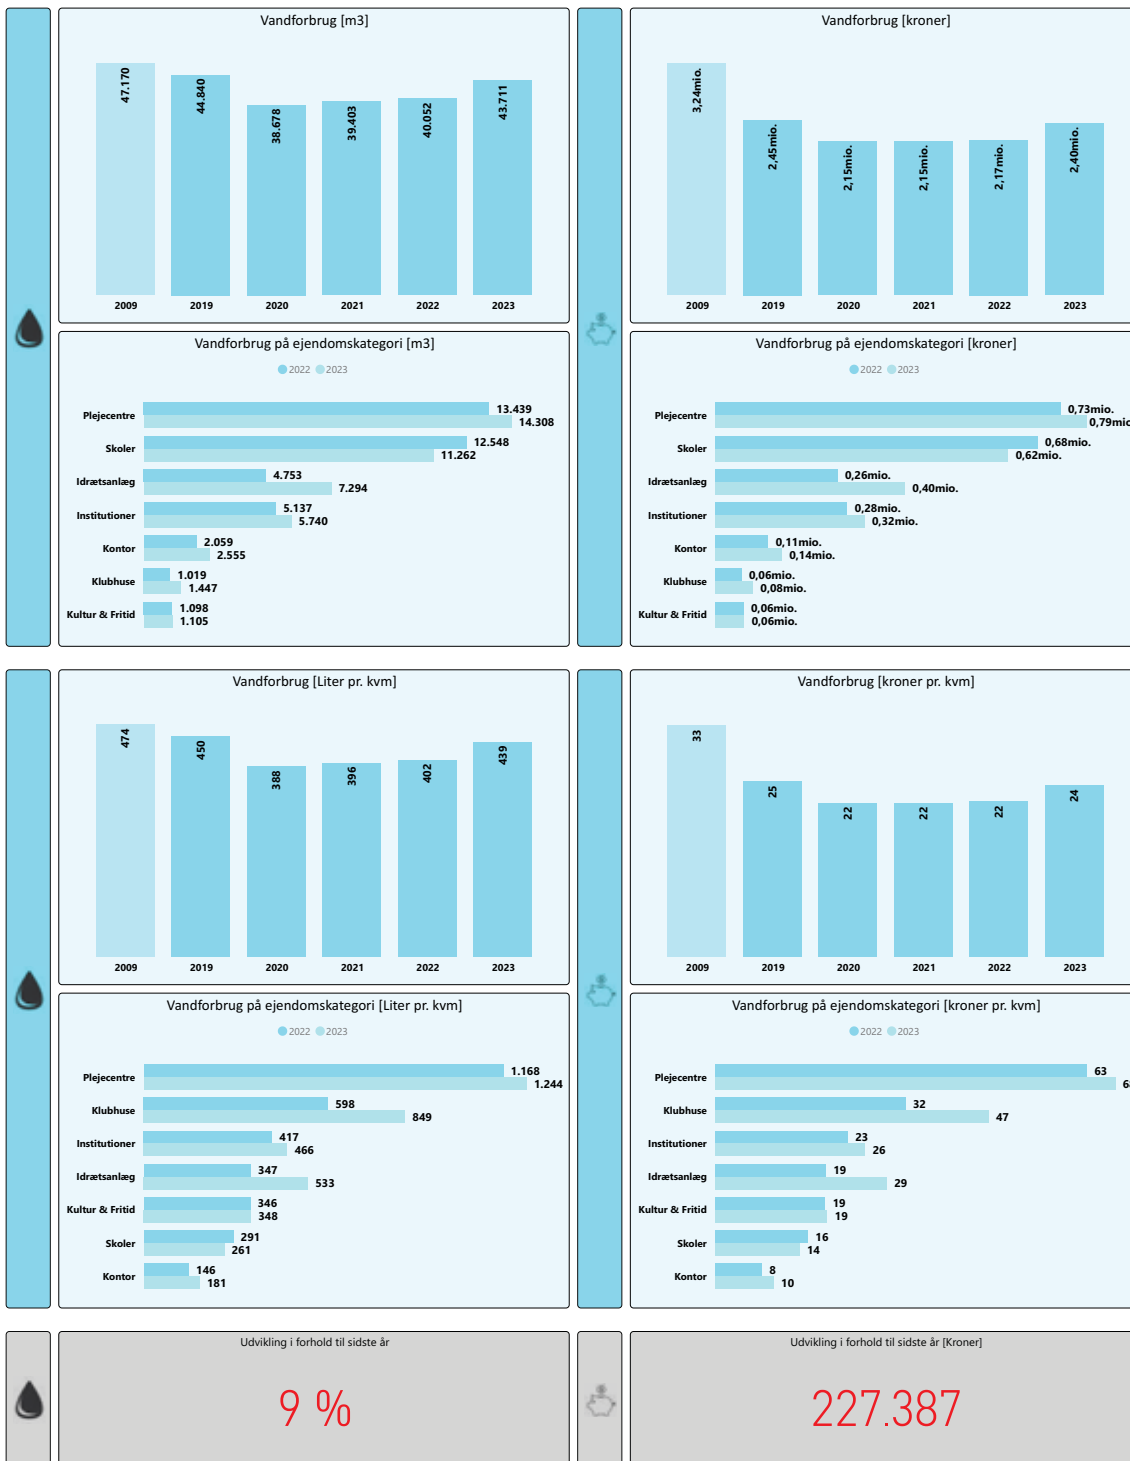 Vandforbrug [m3]
47.170
44.840
38.678
39.403
40.052
43.711
2009 2019 2020 2021 2022 2023
Vandforbrug [kroner]
3,24mio.
2,45mio.
2,15mio.
2,15mio.
2,17mio.
2,40mio.
2009 2019 2020 2021 2022 2023
Vandforbrug på ejendomskategori [m3]
2022 2023
Plejecentre 13.439
14.308
Skoler 12.548
11.262
Idrætsanlæg 4.753
7.294
Institutioner 5.137
5.740
Kontor 2.059
2.555
Klubhuse 1.019
1.447
Kultur & Fritid 1.098
1.105
Vandforbrug på ejendomskategori [kroner]
2022 2023
Plejecentre 0,73mio.
0,79mio
Skoler 0,68mio.
0,62mio.
Idrætsanlæg 0,26mio.
0,40mio.
Institutioner 0,28mio.
0,32mio.
Kontor 0,11mio.
0,14mio.
Klubhuse 0,06mio.
0,08mio.
Kultur & Fritid 0,06mio.
0,06mio.
Vandforbrug [Liter pr. kvm]
474
450
388
396
402
439
2009 2019 2020 2021 2022 2023
Vandforbrug [kroner pr. kvm]
33
25
22
22
22
24
2009 2019 2020 2021 2022 2023
Vandforbrug på ejendomskategori [Liter pr. kvm]
2022 2023
Plejecentre 1.168
1.244
Klubhuse 598
849
Institutioner 417
466
Idrætsanlæg 347
533
Kultur & Fritid 346
348
Skoler 291
261
Kontor 146
181
Vandforbrug på ejendomskategori [kroner pr. kvm]
2022 2023
Plejecentre 63
Klubhuse 32
47
Institutioner 23
26
Idrætsanlæg 19
29
Kultur & Fritid 19
19
Skoler 16
14
Kontor 8
10
Udvikling i forhold til sidste år
9 %
Udvikling i forhold til sidste år [Kroner]
227.387